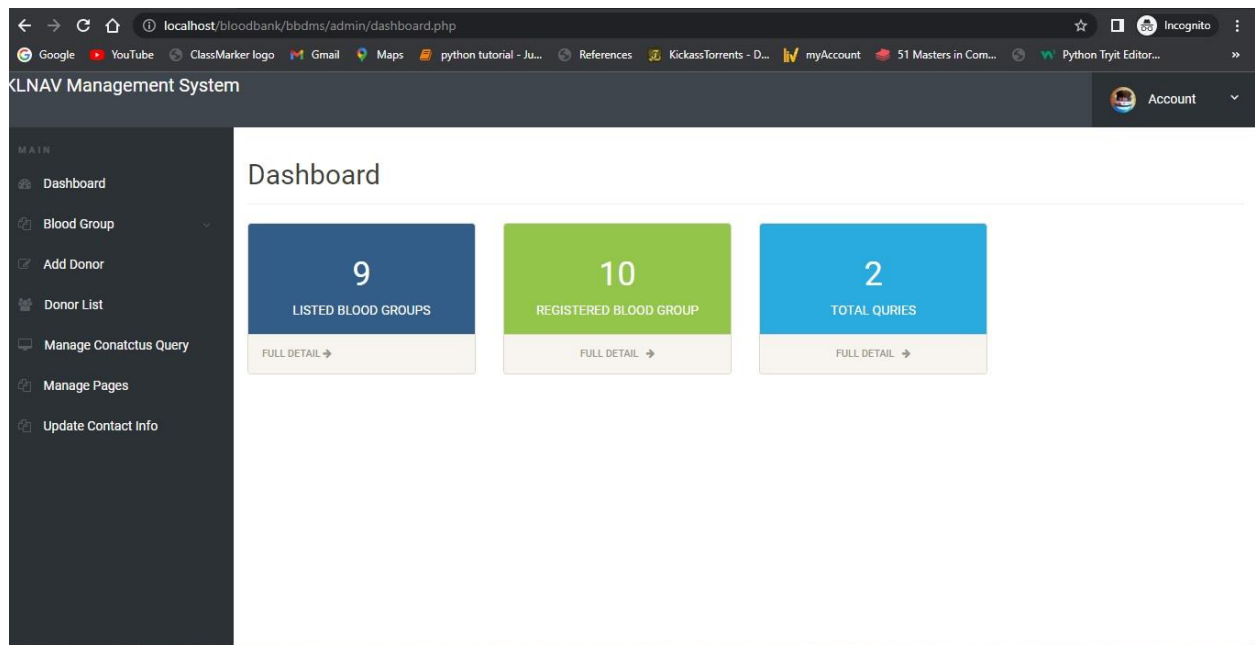 localhost/bloodbank/bbdms/admin/dashboard.php Incognito
Google YouTube ClassMarker logo Gmail Maps python tutorial - Ju... References KickassTorrents - D... myAccount 51 Masters in Com... Python Tryit Editor... »
KLNAV Management System Account
MAIN
Dashboard
Blood Group
Add Donor
Donor List
Manage Conatctus Query
Manage Pages
Update Contact Info
Dashboard
9
LISTED BLOOD GROUPS
FULL DETAIL
10
REGISTERED BLOOD GROUP
FULL DETAIL
2
TOTAL QURIES
FULL DETAIL